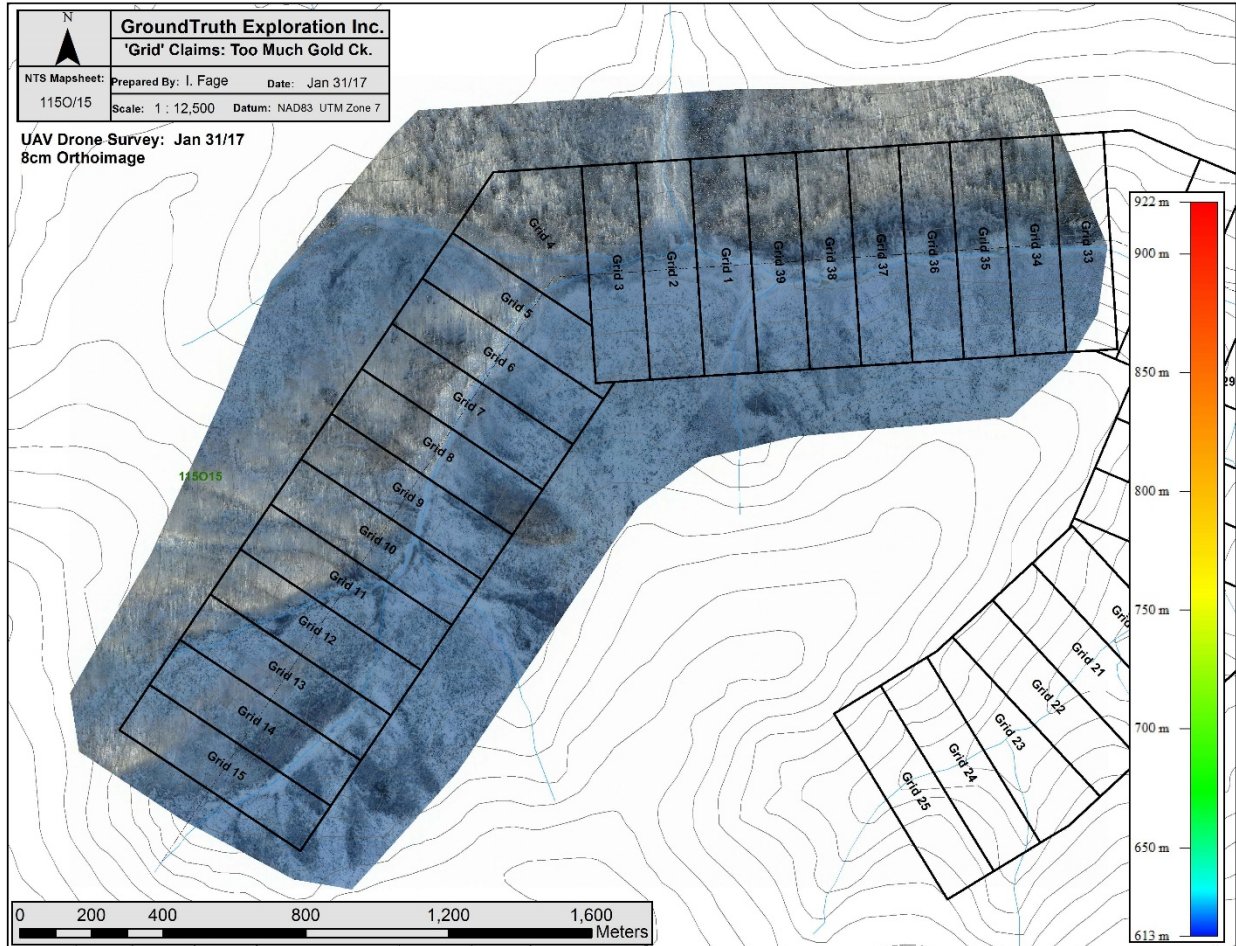 N
GroundTruth Exploration Inc.
'Grid' Claims: Too Much Gold Ck.
NTS Mapsheet:
115O/15
Prepared By: I. Fage Date: Jan 31/17
Scale: 1 : 12,500 Datum: NAD83 UTM Zone 7
UAV Drone Survey: Jan 31/17
8cm Orthoimage
Grid 4
Grid 3
Grid 2
Grid 1
Grid 39
Grid 38
Grid 37
Grid 36
Grid 35
Grid 34
Grid 33
Grid 5
Grid 6
Grid 7
Grid 8
Grid 9
Grid 10
Grid 11
Grid 12
Grid 13
Grid 14
Grid 15
115O15
29
Grid
Grid 21
Grid 22
Grid 23
Grid 24
Grid 25
922 m
900 m
850 m
800 m
750 m
700 m
650 m
613 m
0 200 400 800 1,200 1,600
Meters